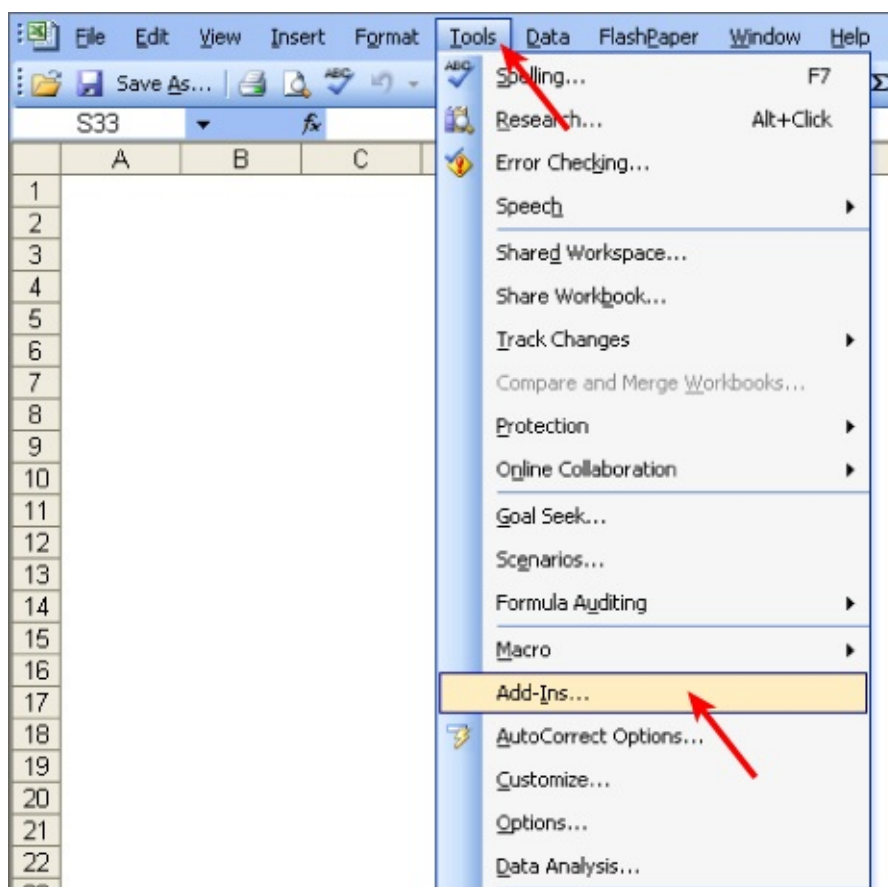 File Edit View Insert Format Tools Data FlashPaper Window Help
Save As...
S33 fx
A B C
1
2
3
4
5
6
7
8
9
10
11
12
13
14
15
16
17
18
19
20
21
22
Spelling... F7
Research... Alt+Click
Error Checking...
Speech
Shared Workspace...
Share Workbook...
Track Changes
Compare and Merge Workbooks...
Protection
Online Collaboration
Goal Seek...
Scenarios...
Formula Auditing
Macro
Add-Ins...
AutoCorrect Options...
Customize...
Options...
Data Analysis...